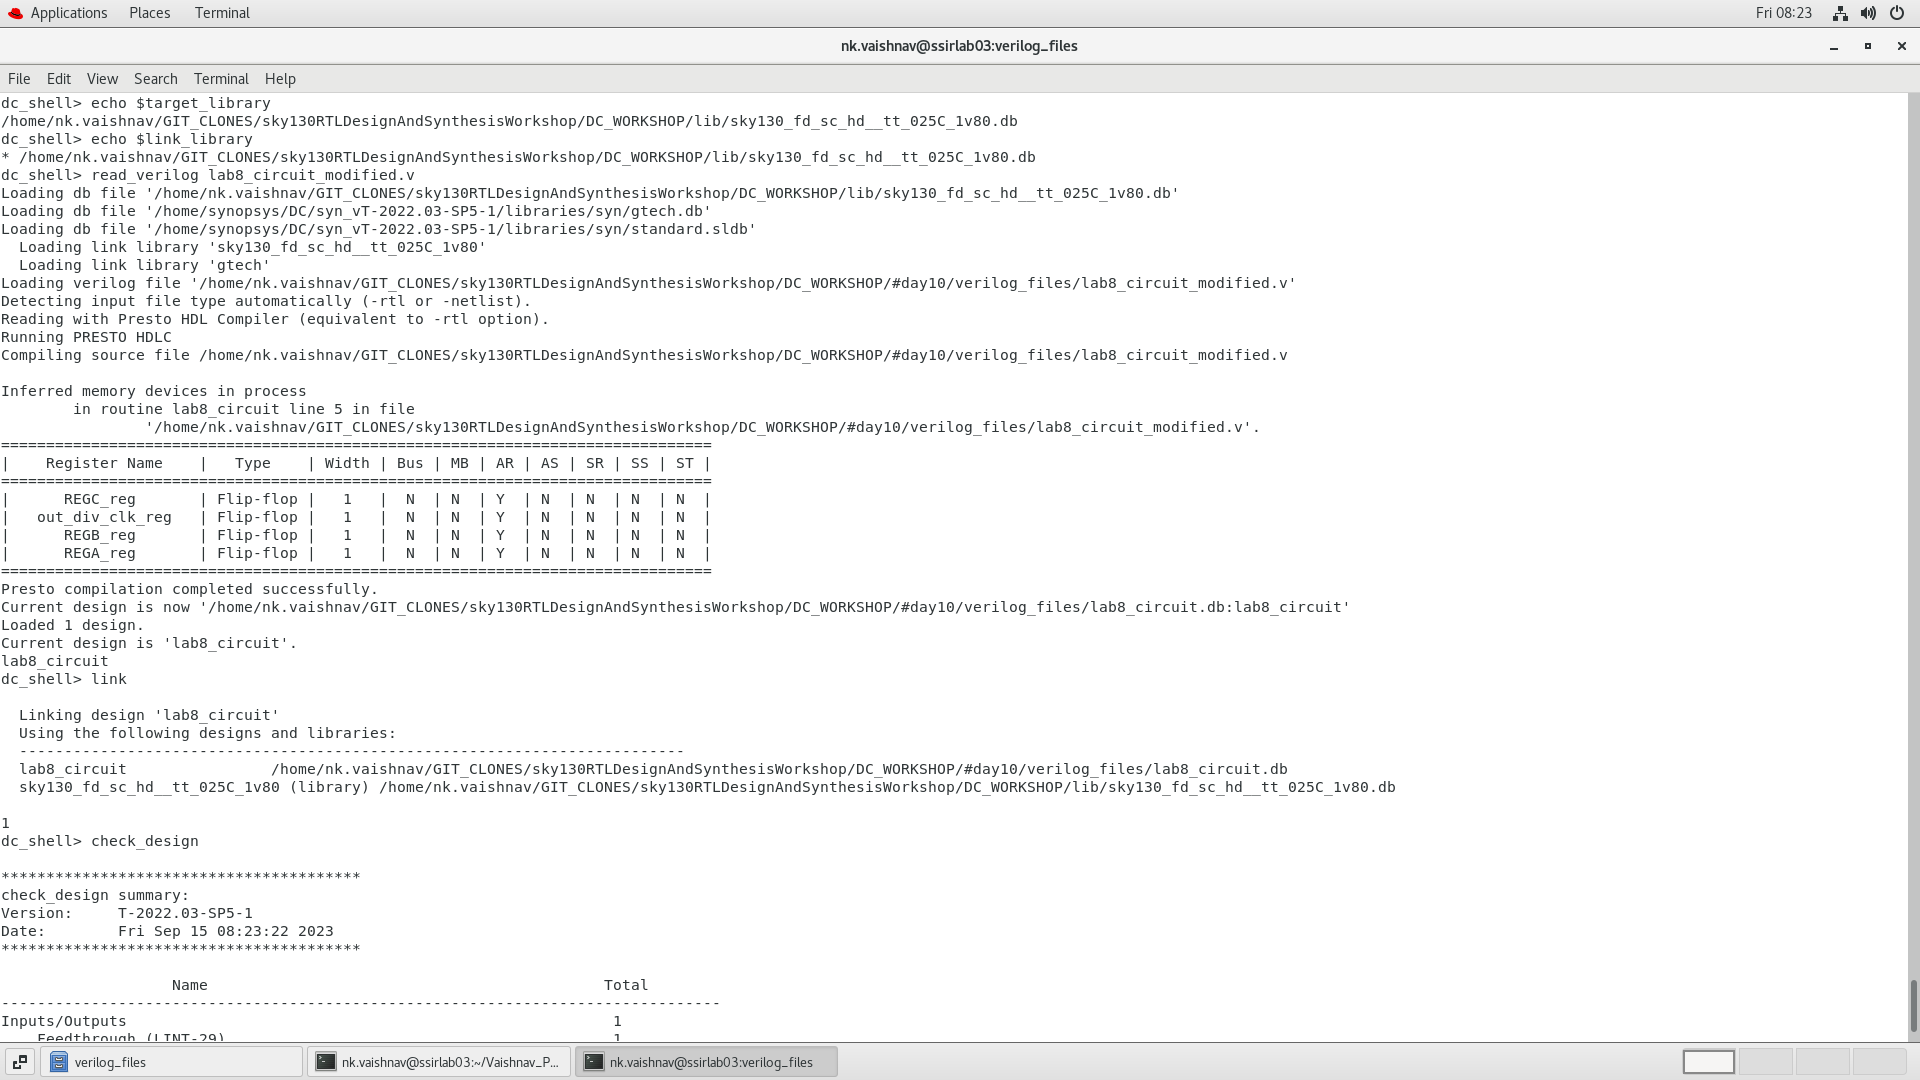 Applications Places Terminal Fri 08:23
nk.vaishnav@ssirlab03:verilog_files
File Edit View Search Terminal Help
dc_shell> echo $target_library
/home/nk.vaishnav/GIT_CLONES/sky130RTLDesignAndSynthesisWorkshop/DC_WORKSHOP/lib/sky130_fd_sc_hd__tt_025C_1v80.db
dc_shell> echo $link_library
* /home/nk.vaishnav/GIT_CLONES/sky130RTLDesignAndSynthesisWorkshop/DC_WORKSHOP/lib/sky130_fd_sc_hd__tt_025C_1v80.db
dc_shell> read_verilog lab8_circuit_modified.v
Loading db file '/home/nk.vaishnav/GIT_CLONES/sky130RTLDesignAndSynthesisWorkshop/DC_WORKSHOP/lib/sky130_fd_sc_hd__tt_025C_1v80.db'
Loading db file '/home/synopsys/DC/syn_vT-2022.03-SP5-1/libraries/syn/gtech.db'
Loading db file '/home/synopsys/DC/syn_vT-2022.03-SP5-1/libraries/syn/standard.sldb'
  Loading link library 'sky130_fd_sc_hd__tt_025C_1v80'
  Loading link library 'gtech'
Loading verilog file '/home/nk.vaishnav/GIT_CLONES/sky130RTLDesignAndSynthesisWorkshop/DC_WORKSHOP/#day10/verilog_files/lab8_circuit_modified.v'
Detecting input file type automatically (-rtl or -netlist).
Reading with Presto HDL Compiler (equivalent to -rtl option).
Running PRESTO HDLC
Compiling source file /home/nk.vaishnav/GIT_CLONES/sky130RTLDesignAndSynthesisWorkshop/DC_WORKSHOP/#day10/verilog_files/lab8_circuit_modified.v
Inferred memory devices in process
        in routine lab8_circuit line 5 in file
                '/home/nk.vaishnav/GIT_CLONES/sky130RTLDesignAndSynthesisWorkshop/DC_WORKSHOP/#day10/verilog_files/lab8_circuit_modified.v'.
===============================================================================
|    Register Name    |   Type    | Width | Bus | MB | AR | AS | SR | SS | ST |
===============================================================================
|      REGC_reg       | Flip-flop |   1   |  N  | N  | Y  | N  | N  | N  | N  |
|   out_div_clk_reg   | Flip-flop |   1   |  N  | N  | Y  | N  | N  | N  | N  |
|      REGB_reg       | Flip-flop |   1   |  N  | N  | Y  | N  | N  | N  | N  |
|      REGA_reg       | Flip-flop |   1   |  N  | N  | Y  | N  | N  | N  | N  |
===============================================================================
Presto compilation completed successfully.
Current design is now '/home/nk.vaishnav/GIT_CLONES/sky130RTLDesignAndSynthesisWorkshop/DC_WORKSHOP/#day10/verilog_files/lab8_circuit.db:lab8_circuit'
Loaded 1 design.
Current design is 'lab8_circuit'.
lab8_circuit
dc_shell> link
  Linking design 'lab8_circuit'
  Using the following designs and libraries:
  --------------------------------------------------------------------------
  lab8_circuit                /home/nk.vaishnav/GIT_CLONES/sky130RTLDesignAndSynthesisWorkshop/DC_WORKSHOP/#day10/verilog_files/lab8_circuit.db
  sky130_fd_sc_hd__tt_025C_1v80 (library) /home/nk.vaishnav/GIT_CLONES/sky130RTLDesignAndSynthesisWorkshop/DC_WORKSHOP/lib/sky130_fd_sc_hd__tt_025C_1v80.db
1
dc_shell> check_design
****************************************
check_design summary:
Version:     T-2022.03-SP5-1
Date:        Fri Sep 15 08:23:22 2023
****************************************
                   Name                                            Total
--------------------------------------------------------------------------------
Inputs/Outputs                                                      1
    Feedthrough (LINT-29)                                           1
verilog_files nk.vaishnav@ssirlab03:~/Vaishnav_P... nk.vaishnav@ssirlab03:verilog_files